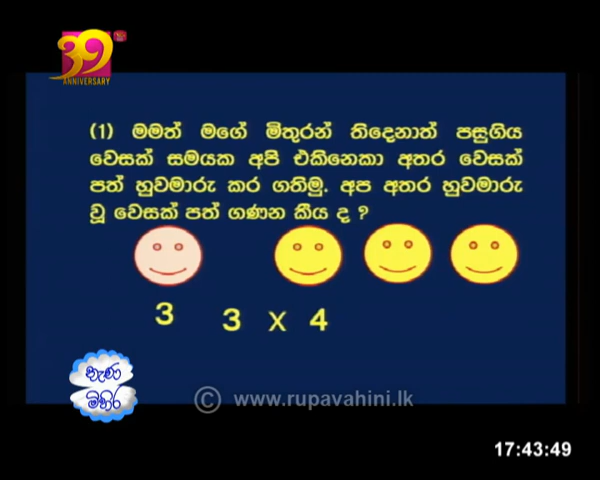 39
ANNIVERSARY
(1) මමත් මගේ මිතුරන් තිදෙනාත් පසුගිය
වෙසක් සමයක අපි එකිනෙකා අතර වෙසක්
පත් හුවමාරු කර ගතිමු. අප අතර හුවමාරු
වූ වෙසක් පත් ගණන කීය ද ?
3 3 x 4
නැණ
මිහිර
© www.rupavahini.lk
17:43:49